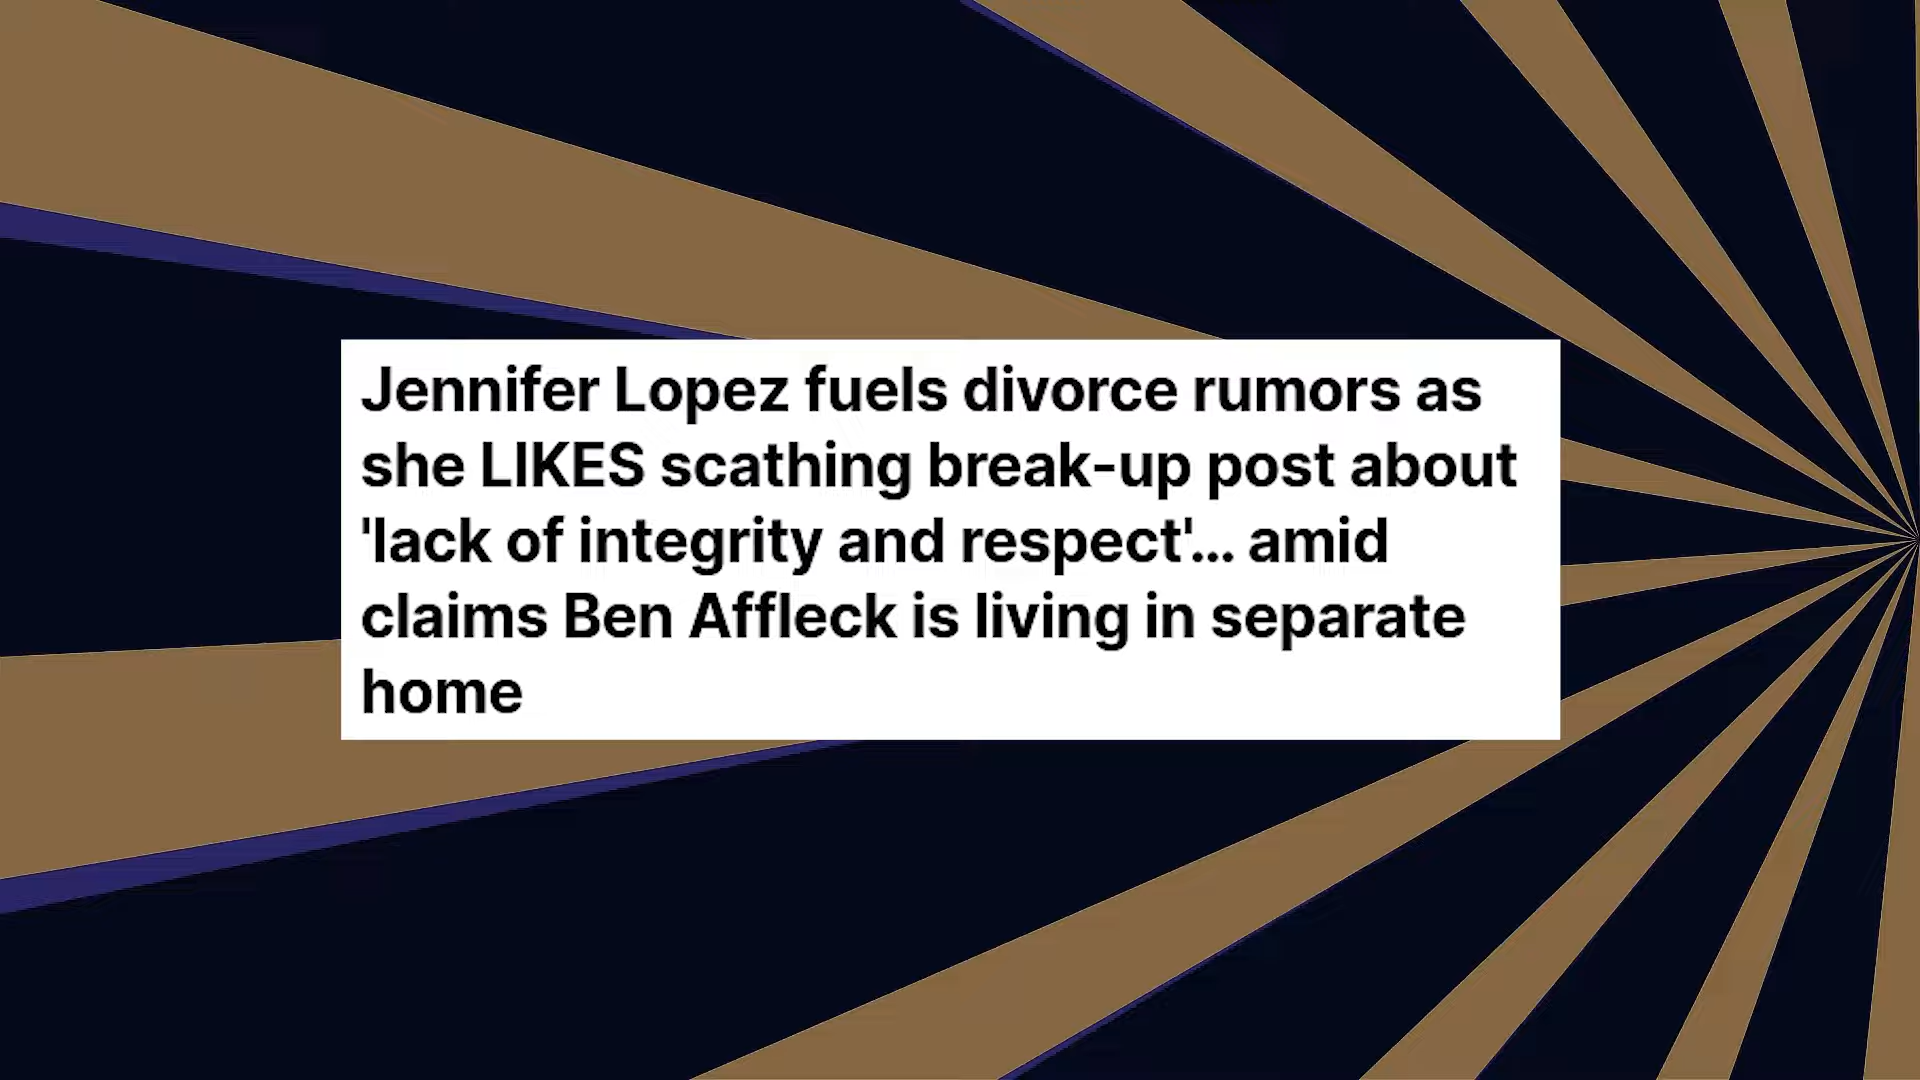 Jennifer Lopez fuels divorce rumors as
she LIKES scathing break-up post about
'lack of integrity and respect'... amid
claims Ben Affleck is living in separate
home